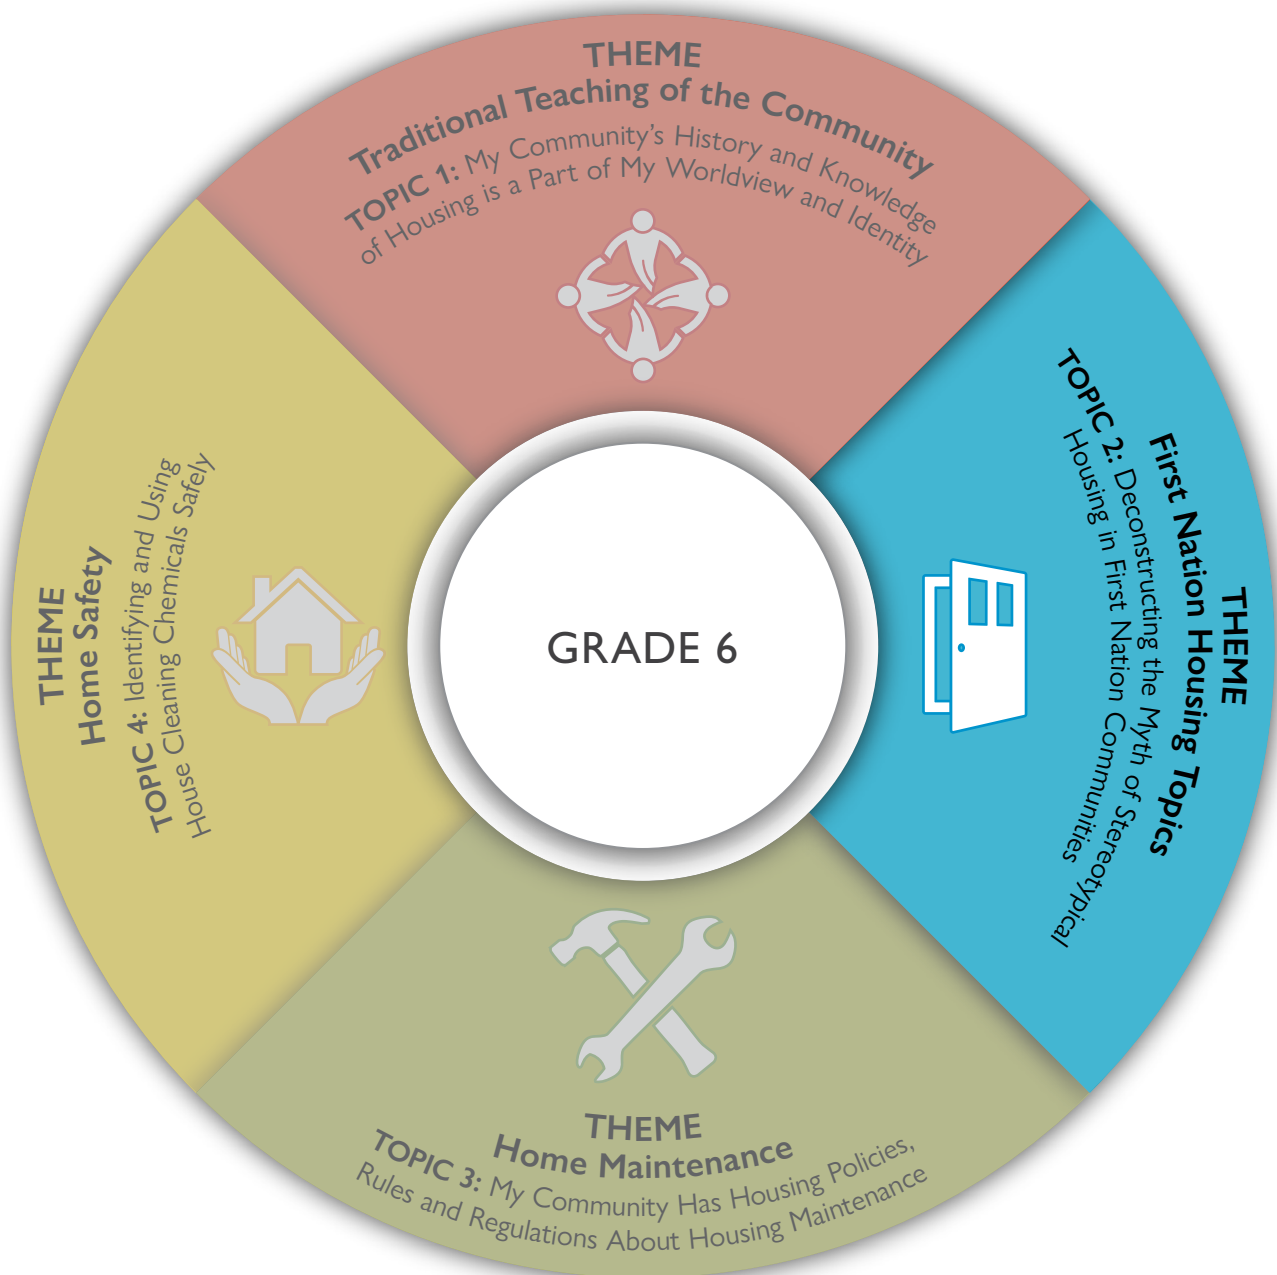 THEME
Traditional Teaching of the Community
TOPIC 1: My Community’s History and Knowledge
of Housing is a Part of My Worldview and Identity
THEME
First Nation Housing Topics
TOPIC 2: Deconstructing the Myth of Stereotypical
Housing in First Nation Communities
THEME
Home Maintenance
TOPIC 3: My Community Has Housing Policies,
Rules and Regulations About Housing Maintenance
THEME
Home Safety
TOPIC 4: Identifying and Using
House Cleaning Chemicals Safely
GRADE 6